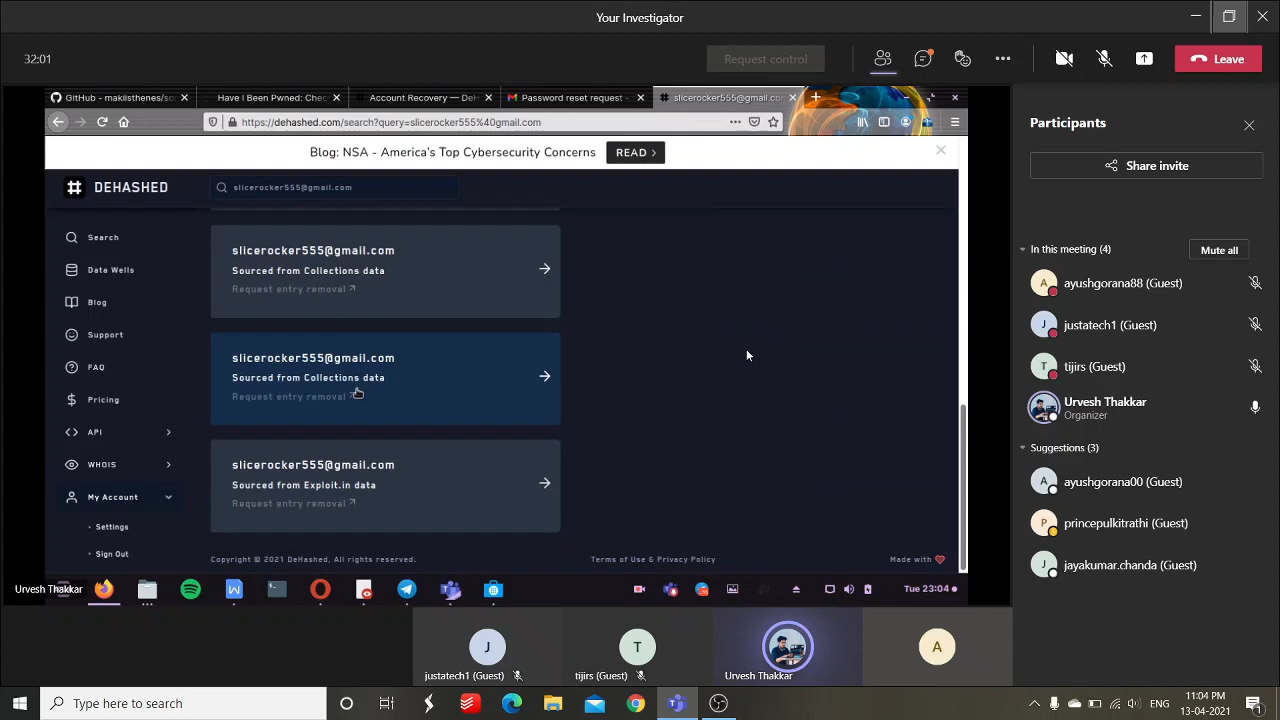 Your Investigator
32:01
Request control
Leave
GitHub - makiisthenes/so
Have I Been Pwned: Chec
Account Recovery — DeH
Password reset request -
slicerocker555@gmail.con
https://dehashed.com/search?query=slicerocker555%40gmail.com
Blog: NSA - America's Top Cybersecurity Concerns
READ
DEHASHED
slicerocker555@gmail.com
Search
Data Wells
Blog
Support
FAQ
Pricing
API
WHOIS
My Account
- Settings
- Sign Out
slicerocker555@gmail.com
Sourced from Collections data
Request entry removal
slicerocker555@gmail.com
Sourced from Collections data
Request entry removal
slicerocker555@gmail.com
Sourced from Exploit.in data
Request entry removal
Copyright © 2021 DeHashed, All rights reserved.
Terms of Use & Privacy Policy
Made with
Urvesh Thakkar
Tue 23:04
Participants
Share invite
In this meeting (4)
Mute all
A
ayushgorana88 (Guest)
J
justatech1 (Guest)
T
tijirs (Guest)
Urvesh Thakkar
Organizer
Suggestions (3)
A
ayushgorana00 (Guest)
P
princepulkitrathi (Guest)
J
jayakumar.chanda (Guest)
J
justatech1 (Guest)
T
tijirs (Guest)
Urvesh Thakkar
A
Type here to search
ENG
11:04 PM
13-04-2021
1